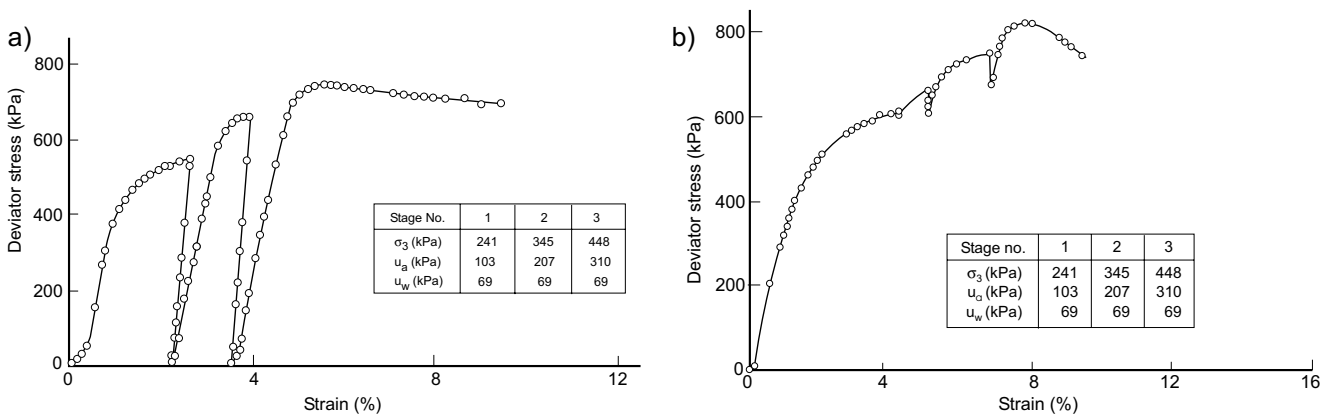 a)
Deviator stress (kPa)
800
600
400
200
0
0 4 8 12
Strain (%)
Stage No. 1 2 3
σ3 (kPa) 241 345 448
ua (kPa) 103 207 310
uw (kPa) 69 69 69
b)
Deviator stress (kPa)
800
600
400
200
0
0 4 8 12 16
Strain (%)
Stage no. 1 2 3
σ3 (kPa) 241 345 448
uɑ (kPa) 103 207 310
uw (kPa) 69 69 69